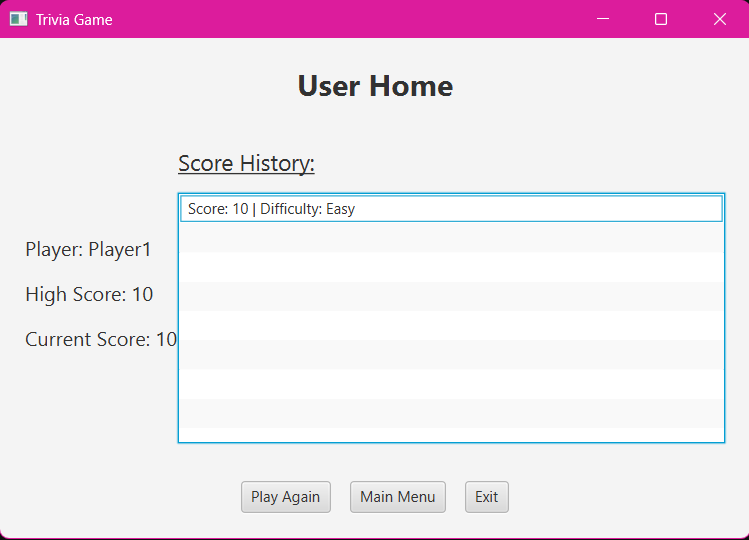 Trivia Game
User Home
Score History:
Score: 10 | Difficulty: Easy
Player: Player1
High Score: 10
Current Score: 10
Play Again
Main Menu
Exit